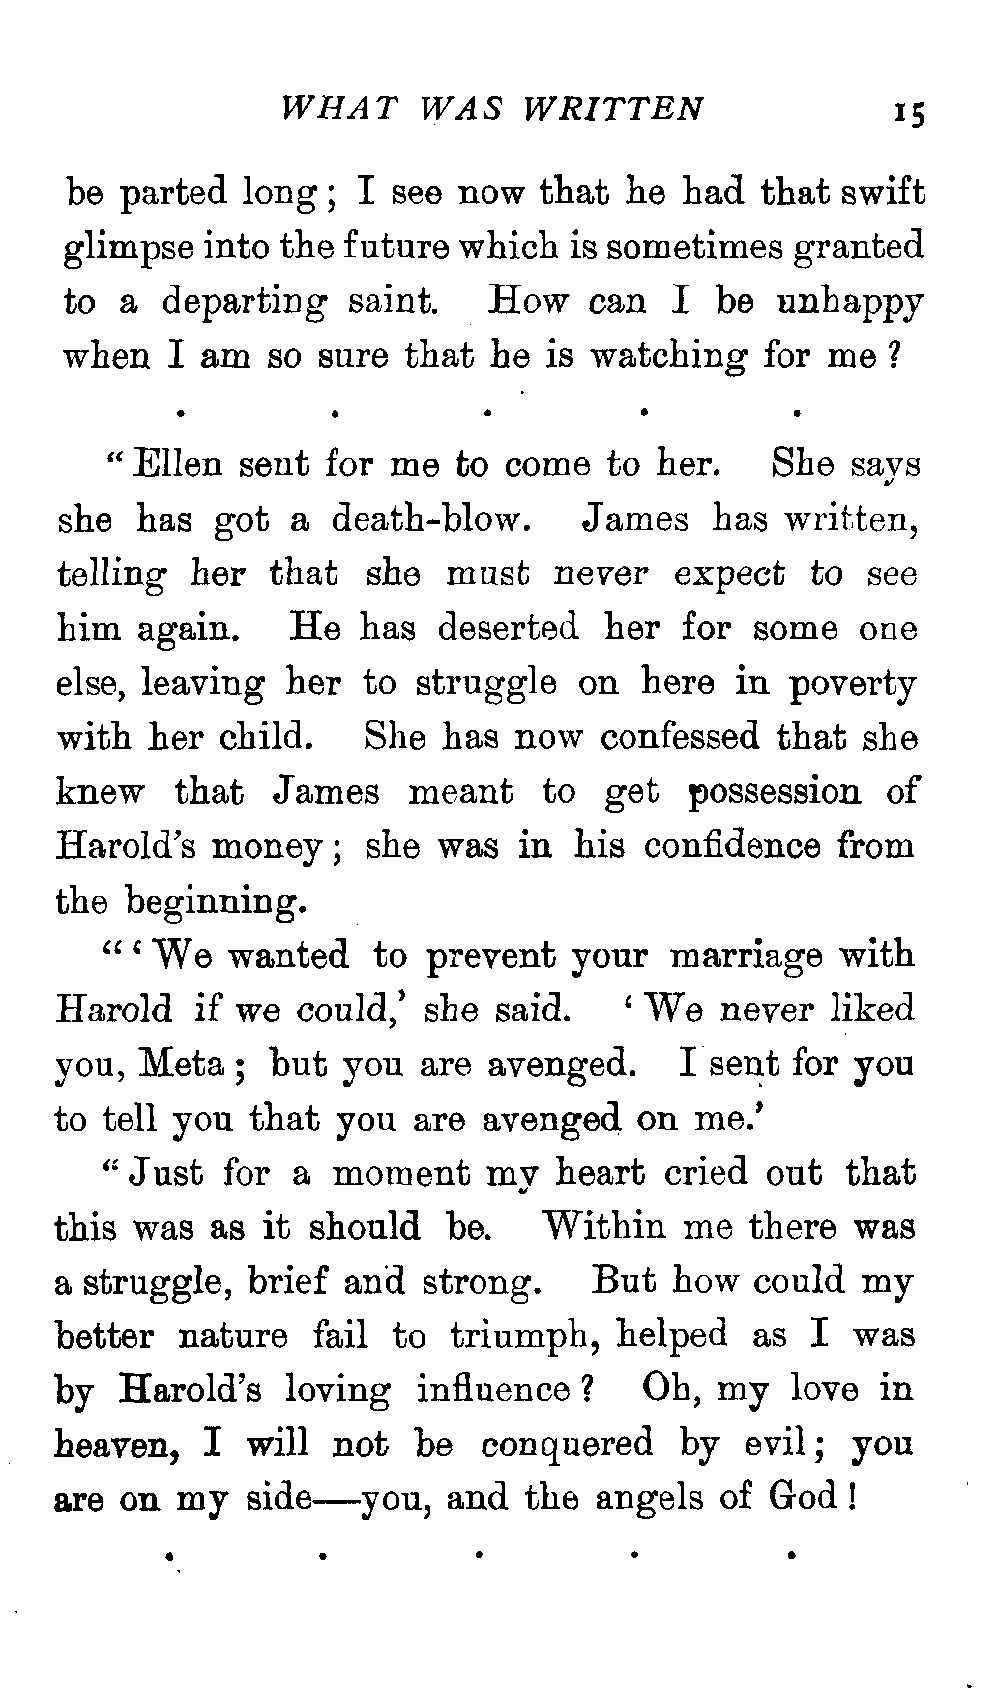 WHAT WAS WRITTEN 15
be parted long; I see now that he had that swift
glimpse into the future which is sometimes granted
to a departing saint. How can I be unhappy
when I am so sure that he is watching for me?
. . . . .
“Ellen sent for me to come to her. She says
she has got a death-blow. James has written,
telling her that she must never expect to see
him again. He has deserted her for some one
else, leaving her to struggle on here in poverty
with her child. She has now confessed that she
knew that James meant to get possession of
Harold’s money; she was in his confidence from
the beginning.
“‘We wanted to prevent your marriage with
Harold if we could,’ she said. ‘We never liked
you, Meta; but you are avenged. I sent for you
to tell you that you are avenged on me.’
“Just for a moment my heart cried out that
this was as it should be. Within me there was
a struggle, brief and strong. But how could my
better nature fail to triumph, helped as I was
by Harold’s loving influence? Oh, my love in
heaven, I will not be conquered by evil; you
are on my side—you, and the angels of God!
. . . . .